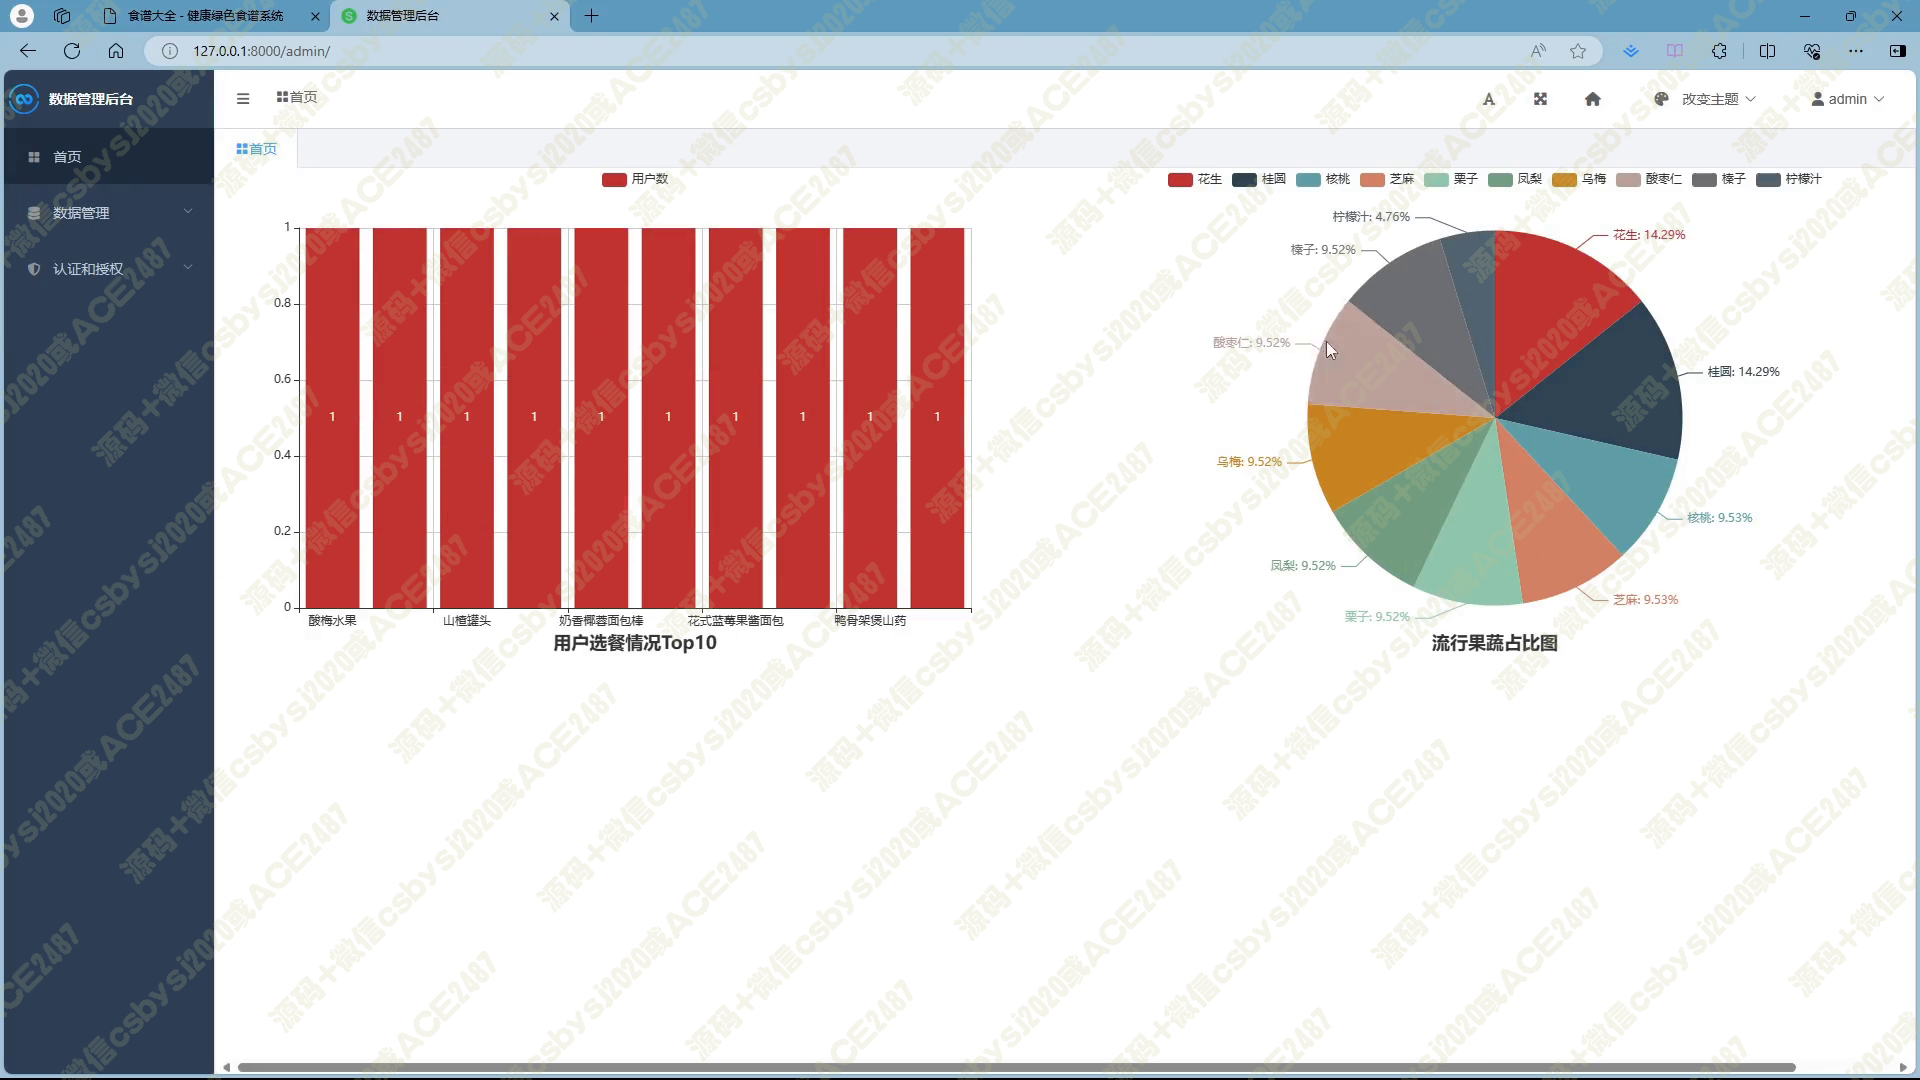 食谱大全 - 健康绿色食谱系统
数据管理后台
127.0.0.1:8000/admin/
数据管理后台
首页
改变主题
admin
首页
首页
数据管理
认证和授权
用户数
1
0.8
0.6
0.4
0.2
0
1 1 1 1 1 1 1 1 1 1
酸梅水果 山楂罐头 奶香椰蓉面包棒 花式蓝莓果酱面包 鸭骨架煲山药
用户选餐情况Top10
花生 桂圆 核桃 芝麻 栗子 凤梨 乌梅 酸枣仁 榛子 柠檬汁
柠檬汁: 4.76%
花生: 14.29%
榛子: 9.52%
酸枣仁: 9.52%
桂圆: 14.29%
乌梅: 9.52%
核桃: 9.53%
凤梨: 9.52%
芝麻: 9.53%
栗子: 9.52%
流行果蔬占比图
源码+微信csbysj2020或ACE2487